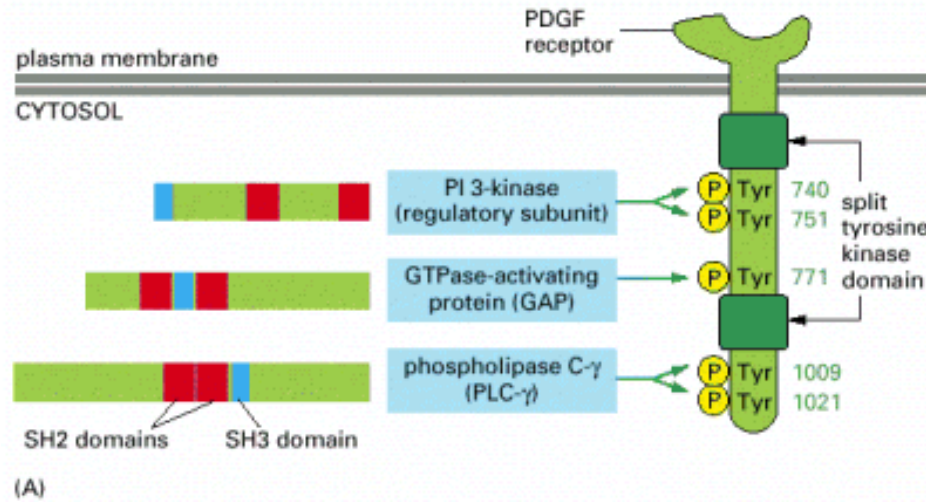 PDGF
receptor
plasma membrane
CYTOSOL
PI 3-kinase
(regulatory subunit)
P Tyr 740
P Tyr 751
split
tyrosine
kinase
domain
GTPase-activating
protein (GAP)
P Tyr 771
phospholipase C-γ
(PLC-γ)
P Tyr 1009
P Tyr 1021
SH2 domains
SH3 domain
(A)